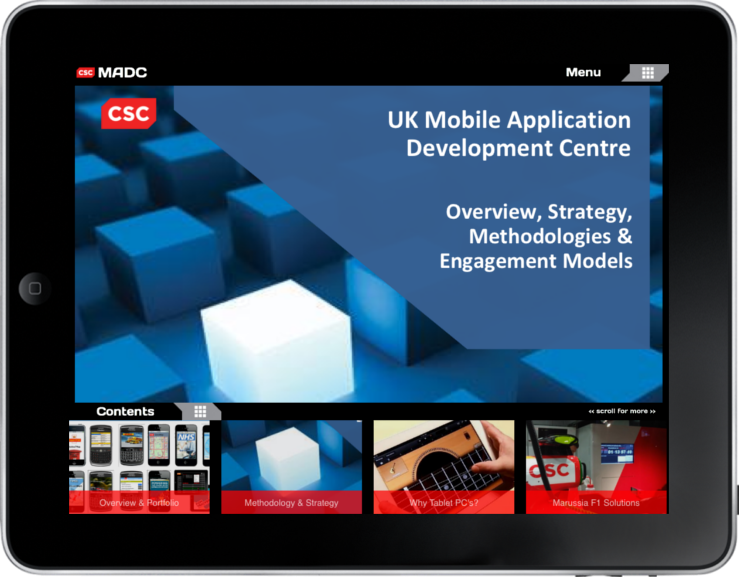 CSC MADC
Menu
CSC
UK Mobile Application
Development Centre
Overview, Strategy,
Methodologies &
Engagement Models
Contents
‹‹ scroll for more ››
NHS
CSC
Overview & Portfolio
Methodology & Strategy
Why Tablet PC's?
Marussia F1 Solutions